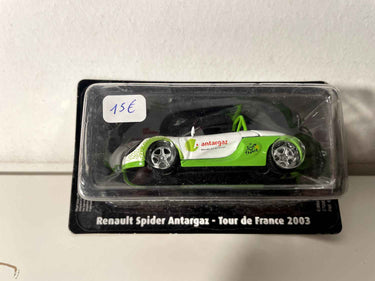 15€
antargaz
Renault Spider Antargaz - Tour de France 2003